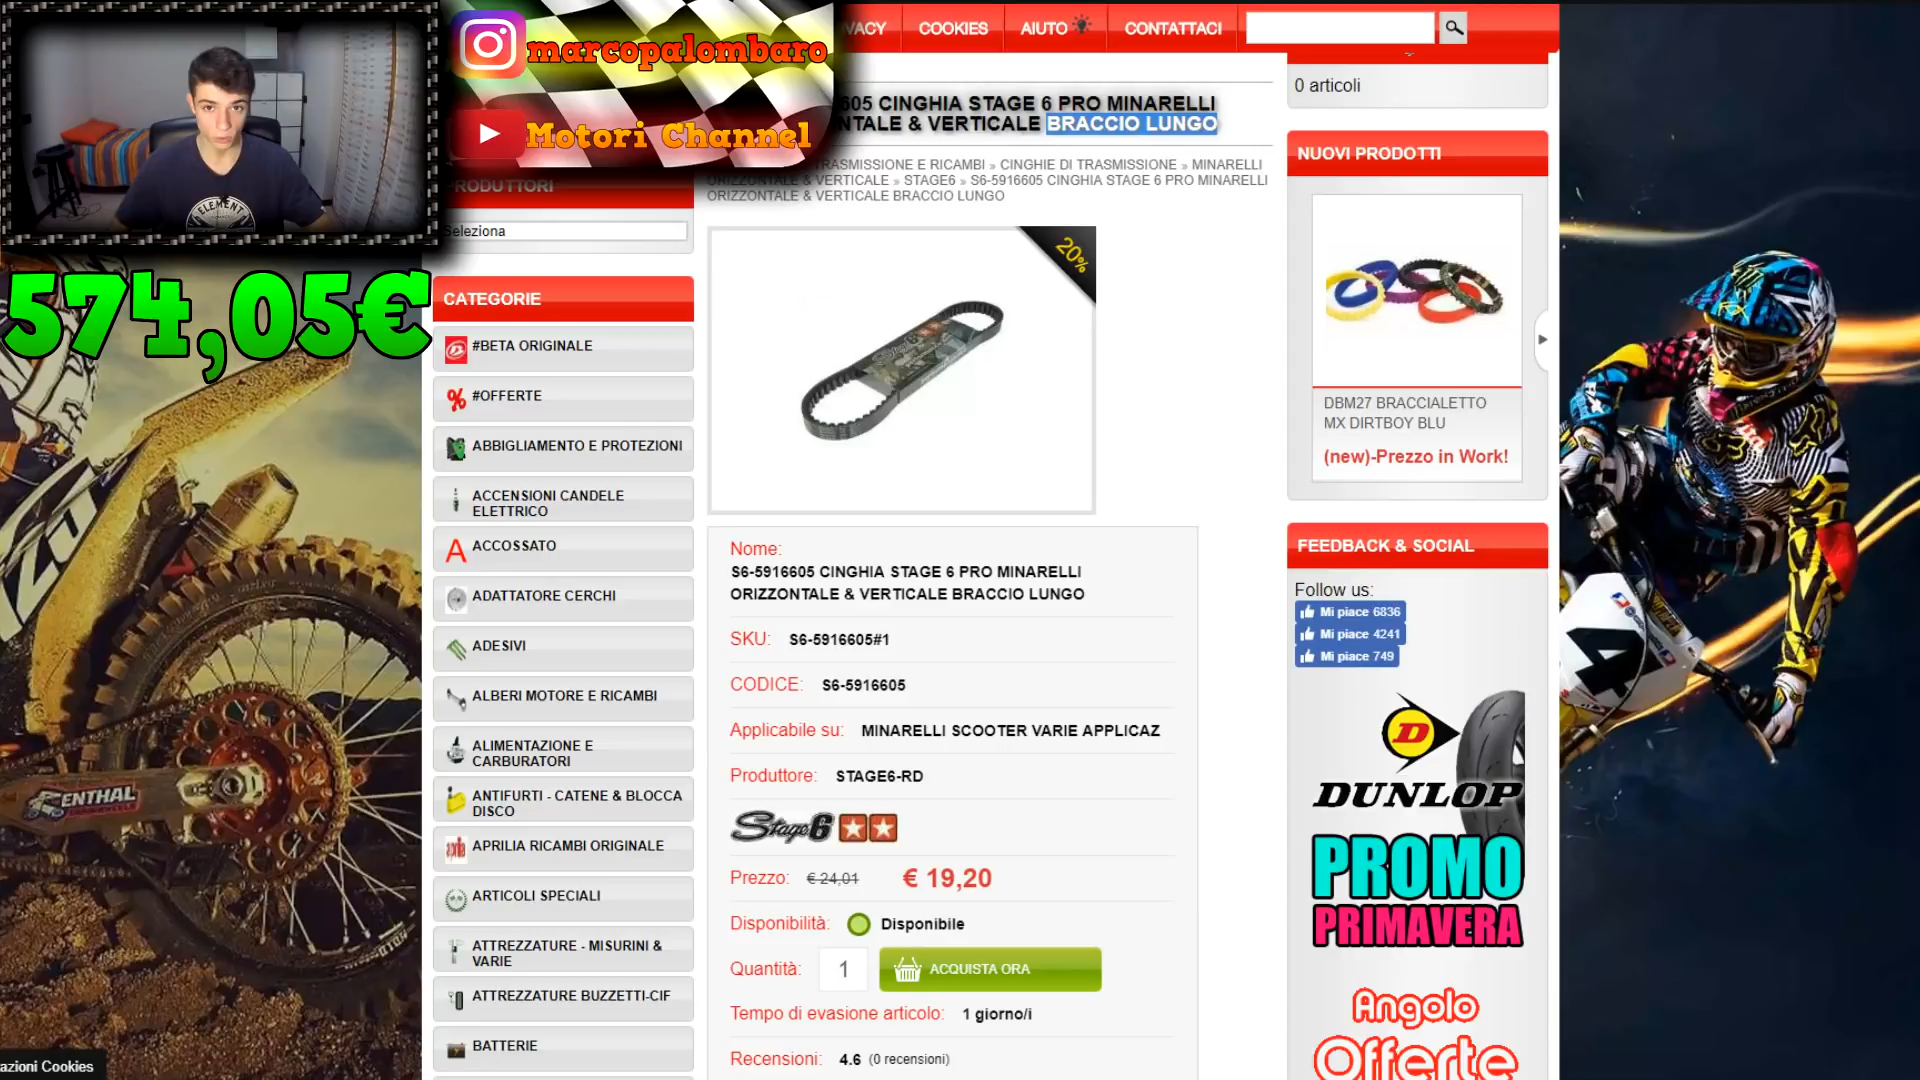 marcopalombaro
Motori Channel
ELEMENT
574,05€
VACY
COOKIES
AIUTO
CONTATTACI
605 CINGHIA STAGE 6 PRO MINARELLI
NTALE & VERTICALE BRACCIO LUNGO
TRASMISSIONE E RICAMBI » CINGHIE DI TRASMISSIONE » MINARELLI
ORIZZONTALE & VERTICALE » STAGE6 » S6-5916605 CINGHIA STAGE 6 PRO MINARELLI
ORIZZONTALE & VERTICALE BRACCIO LUNGO
PRODUTTORI
Seleziona
CATEGORIE
#BETA ORIGINALE
#OFFERTE
ABBIGLIAMENTO E PROTEZIONI
ACCENSIONI CANDELE
ELETTRICO
ACCOSSATO
ADATTATORE CERCHI
ADESIVI
ALBERI MOTORE E RICAMBI
ALIMENTAZIONE E
CARBURATORI
ANTIFURTI - CATENE & BLOCCA
DISCO
APRILIA RICAMBI ORIGINALE
ARTICOLI SPECIALI
ATTREZZATURE - MISURINI &
VARIE
ATTREZZATURE BUZZETTI-CIF
BATTERIE
20%
Nome:
S6-5916605 CINGHIA STAGE 6 PRO MINARELLI
ORIZZONTALE & VERTICALE BRACCIO LUNGO
SKU: S6-5916605#1
CODICE: S6-5916605
Applicabile su: MINARELLI SCOOTER VARIE APPLICAZ
Produttore: STAGE6-RD
Stage6
Prezzo: € 24,01 € 19,20
Disponibilità: Disponibile
Quantità: 1 ACQUISTA ORA
Tempo di evasione articolo: 1 giorno/i
Recensioni: 4.6 (0 recensioni)
0 articoli
NUOVI PRODOTTI
DBM27 BRACCIALETTO
MX DIRTBOY BLU
(new)-Prezzo in Work!
FEEDBACK & SOCIAL
Follow us:
Mi piace 6836
Mi piace 4241
Mi piace 749
DUNLOP
PROMO
PRIMAVERA
Angolo
Offerte
ENTHAL
4
azioni Cookies